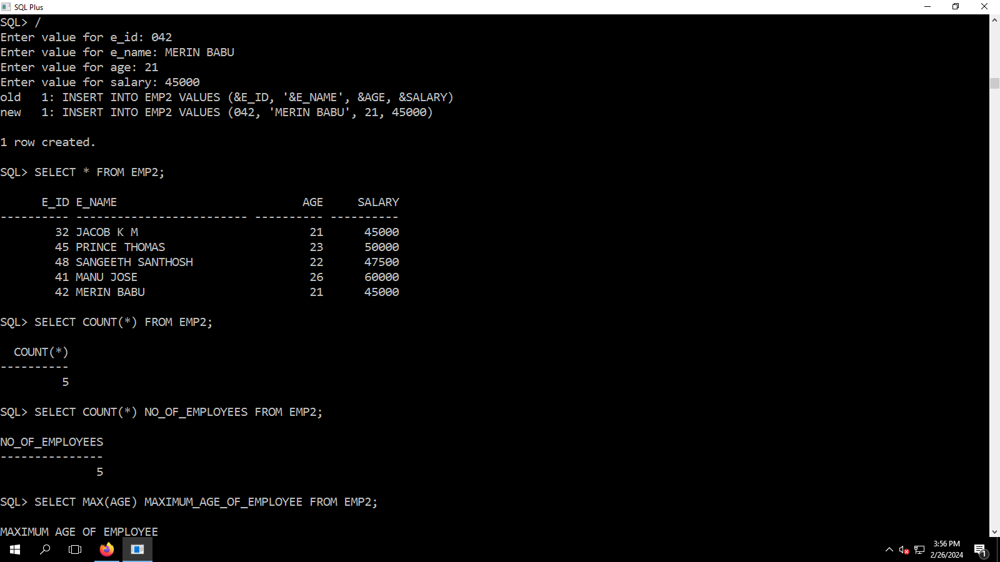 SQL Plus
SQL> /
Enter value for e_id: 042
Enter value for e_name: MERIN BABU
Enter value for age: 21
Enter value for salary: 45000
old   1: INSERT INTO EMP2 VALUES (&E_ID, '&E_NAME', &AGE, &SALARY)
new   1: INSERT INTO EMP2 VALUES (042, 'MERIN BABU', 21, 45000)
1 row created.
SQL> SELECT * FROM EMP2;
      E_ID E_NAME                           AGE     SALARY
---------- ------------------------- ---------- ----------
        32 JACOB K M                         21      45000
        45 PRINCE THOMAS                     23      50000
        48 SANGEETH SANTHOSH                 22      47500
        41 MANU JOSE                         26      60000
        42 MERIN BABU                        21      45000
SQL> SELECT COUNT(*) FROM EMP2;
  COUNT(*)
----------
         5
SQL> SELECT COUNT(*) NO_OF_EMPLOYEES FROM EMP2;
NO_OF_EMPLOYEES
---------------
              5
SQL> SELECT MAX(AGE) MAXIMUM_AGE_OF_EMPLOYEE FROM EMP2;
MAXIMUM AGE OF EMPLOYEE
3:56 PM
2/26/2024
1